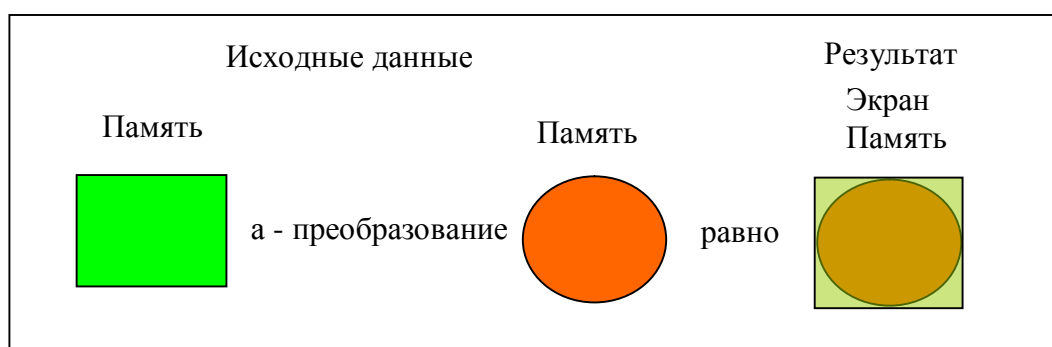 Исходные данные
Результат
Экран
Память
Память
Память
а - преобразование
равно